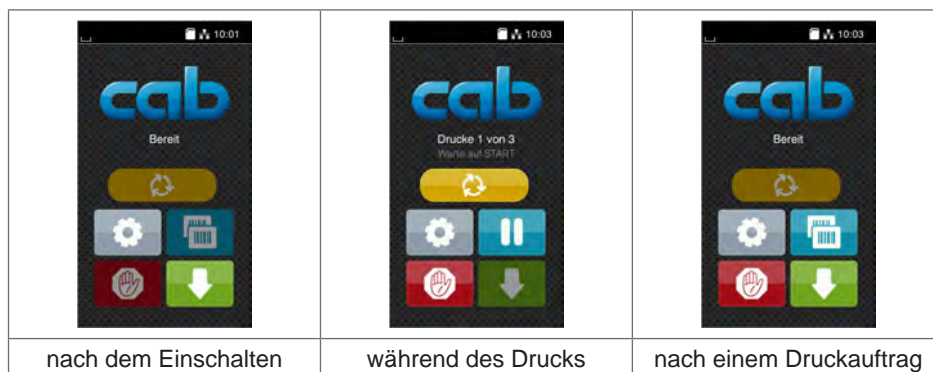 10:01
cab
Bereit
nach dem Einschalten
10:03
cab
Drucke 1 von 3
Warte auf START
während des Drucks
10:03
cab
Bereit
nach einem Druckauftrag